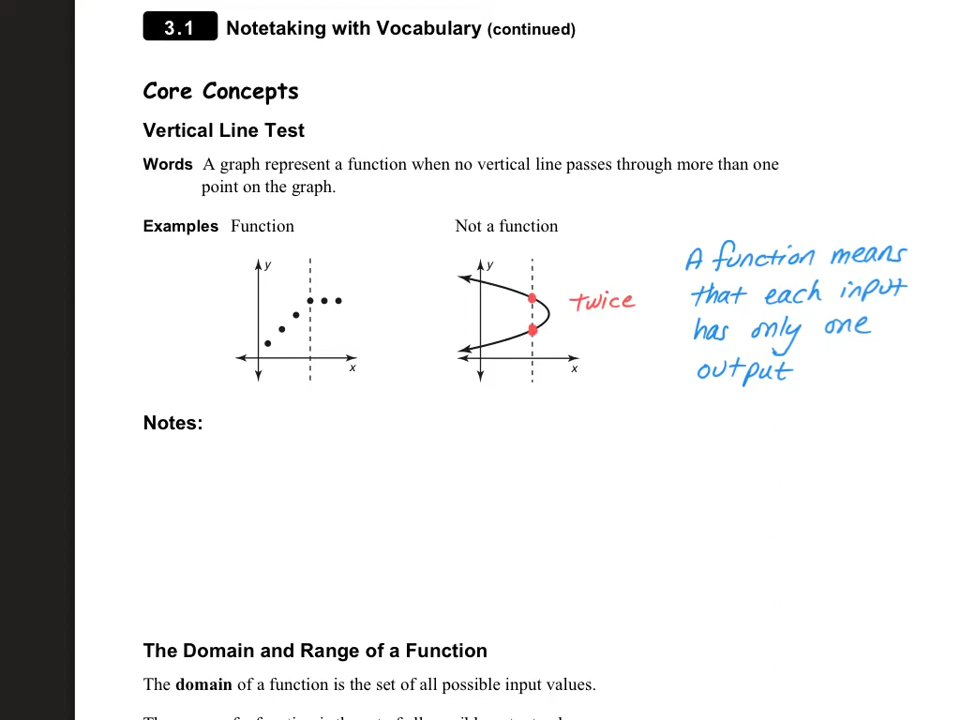 3.1 Notetaking with Vocabulary (continued)
Core Concepts
Vertical Line Test
Words A graph represent a function when no vertical line passes through more than one
point on the graph.
Examples Function
Not a function
y
x
y
x
twice
A function means
that each input
has only one
output
Notes:
The Domain and Range of a Function
The domain of a function is the set of all possible input values.